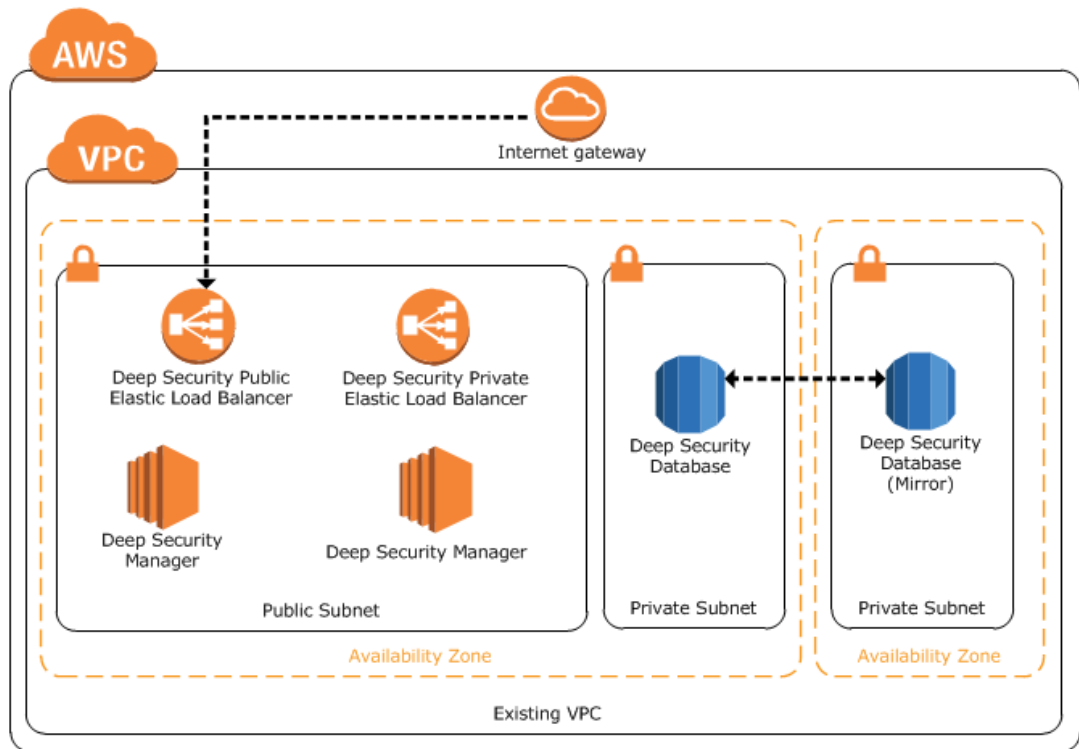 AWS
Internet gateway
VPC
Deep Security Public
Elastic Load Balancer
Deep Security Private
Elastic Load Balancer
Deep Security
Manager
Deep Security Manager
Public Subnet
Deep Security
Database
Private Subnet
Availability Zone
Deep Security
Database
(Mirror)
Private Subnet
Availability Zone
Existing VPC